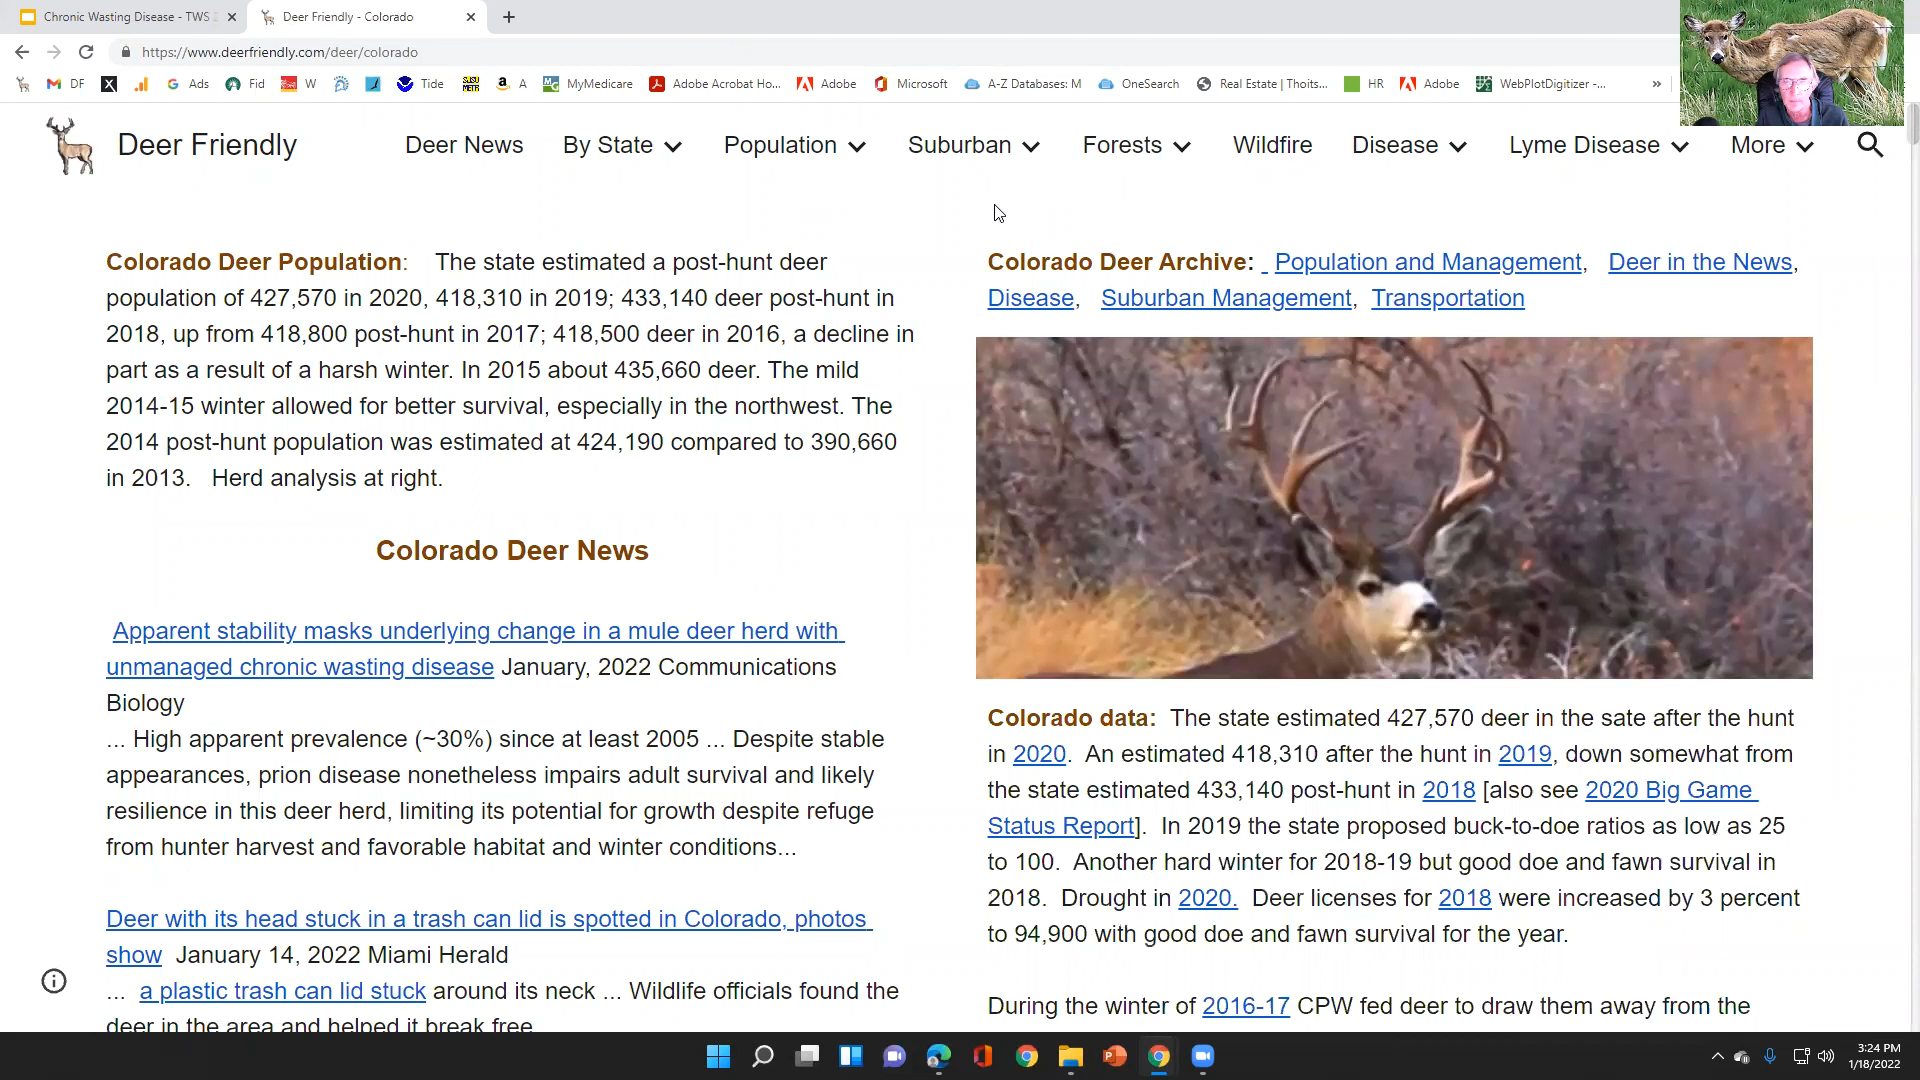 Chronic Wasting Disease - TWS
Deer Friendly - Colorado
https://www.deerfriendly.com/deer/colorado
DF
Ads
Fid
W
Tide
A
MyMedicare
Adobe Acrobat Ho...
Adobe
Microsoft
A-Z Databases: M
OneSearch
Real Estate | Thoits...
HR
Adobe
WebPlotDigitizer -...
Deer Friendly
Deer News
By State
Population
Suburban
Forests
Wildfire
Disease
Lyme Disease
More
Colorado Deer Population: The state estimated a post-hunt deer
population of 427,570 in 2020, 418,310 in 2019; 433,140 deer post-hunt in
2018, up from 418,800 post-hunt in 2017; 418,500 deer in 2016, a decline in
part as a result of a harsh winter. In 2015 about 435,660 deer. The mild
2014-15 winter allowed for better survival, especially in the northwest. The
2014 post-hunt population was estimated at 424,190 compared to 390,660
in 2013. Herd analysis at right.
Colorado Deer News
Apparent stability masks underlying change in a mule deer herd with
unmanaged chronic wasting disease January, 2022 Communications
Biology
... High apparent prevalence (~30%) since at least 2005 ... Despite stable
appearances, prion disease nonetheless impairs adult survival and likely
resilience in this deer herd, limiting its potential for growth despite refuge
from hunter harvest and favorable habitat and winter conditions...
Deer with its head stuck in a trash can lid is spotted in Colorado, photos
show January 14, 2022 Miami Herald
... a plastic trash can lid stuck around its neck ... Wildlife officials found the
deer in the area and helped it break free
Colorado Deer Archive: Population and Management, Deer in the News,
Disease, Suburban Management, Transportation
Colorado data: The state estimated 427,570 deer in the sate after the hunt
in 2020. An estimated 418,310 after the hunt in 2019, down somewhat from
the state estimated 433,140 post-hunt in 2018 [also see 2020 Big Game
Status Report]. In 2019 the state proposed buck-to-doe ratios as low as 25
to 100. Another hard winter for 2018-19 but good doe and fawn survival in
2018. Drought in 2020. Deer licenses for 2018 were increased by 3 percent
to 94,900 with good doe and fawn survival for the year.
During the winter of 2016-17 CPW fed deer to draw them away from the
3:24 PM
1/18/2022